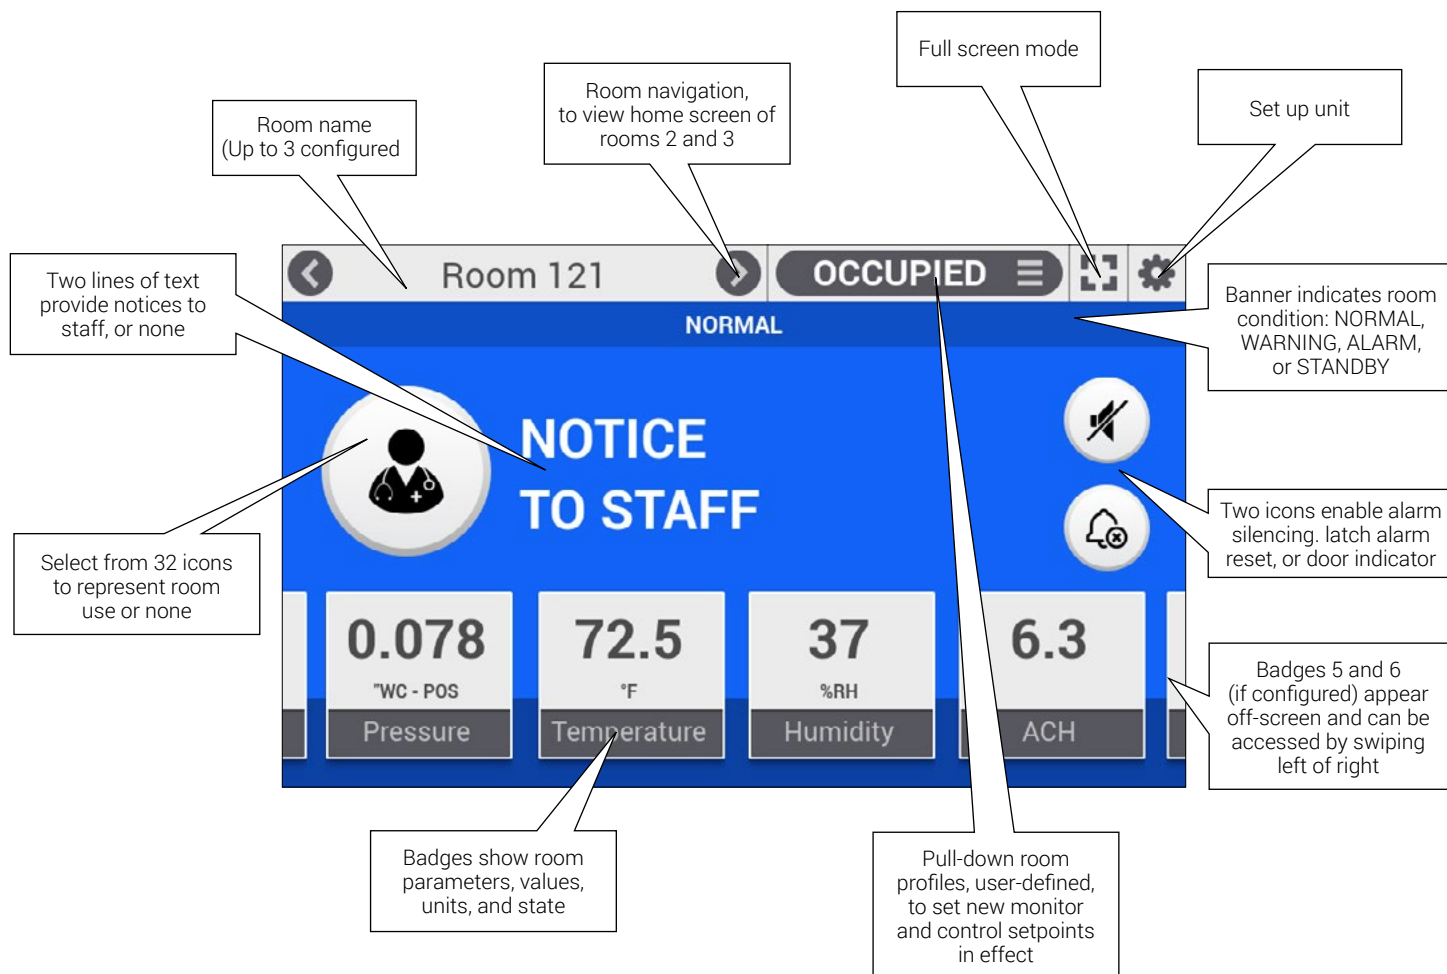 Full screen mode
Room navigation,
to view home screen of
rooms 2 and 3
Set up unit
Room name
(Up to 3 configured
Two lines of text
provide notices to
staff, or none
Room 121
OCCUPIED
NORMAL
Banner indicates room
condition: NORMAL,
WARNING, ALARM,
or STANDBY
NOTICE
TO STAFF
Select from 32 icons
to represent room
use or none
Two icons enable alarm
silencing. latch alarm
reset, or door indicator
0.078
"WC - POS
Pressure
72.5
°F
Temperature
37
%RH
Humidity
6.3
ACH
Badges 5 and 6
(if configured) appear
off-screen and can be
accessed by swiping
left of right
Badges show room
parameters, values,
units, and state
Pull-down room
profiles, user-defined,
to set new monitor
and control setpoints
in effect